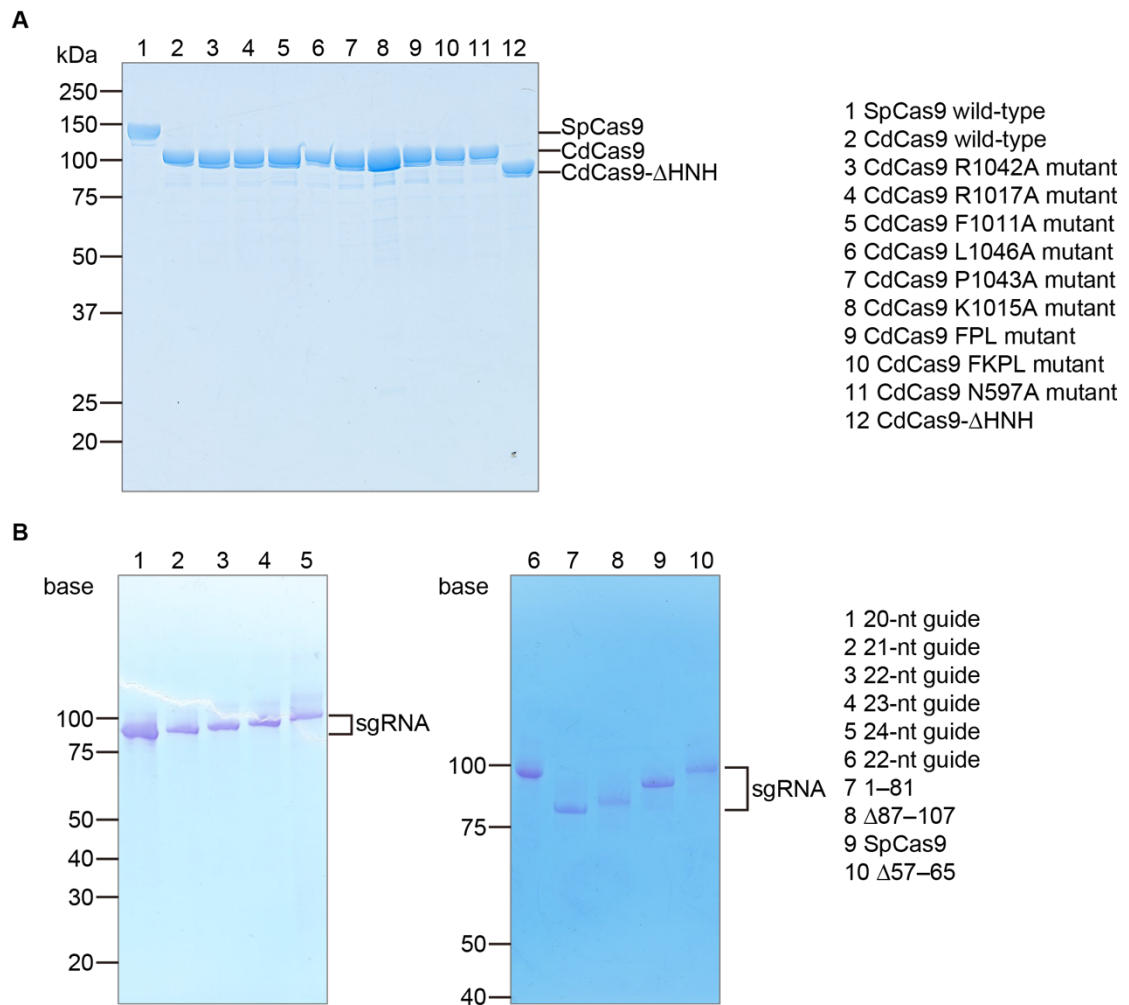 A
kDa 1 2 3 4 5 6 7 8 9 10 11 12
250
150
100
75
50
37
25
20
SpCas9
CdCas9
CdCas9-ΔHNH
1 SpCas9 wild-type
2 CdCas9 wild-type
3 CdCas9 R1042A mutant
4 CdCas9 R1017A mutant
5 CdCas9 F1011A mutant
6 CdCas9 L1046A mutant
7 CdCas9 P1043A mutant
8 CdCas9 K1015A mutant
9 CdCas9 FPL mutant
10 CdCas9 FKPL mutant
11 CdCas9 N597A mutant
12 CdCas9-ΔHNH
B
base 1 2 3 4 5
100
75
50
40
30
20
sgRNA
base 6 7 8 9 10
100
75
50
40
sgRNA
1 20-nt guide
2 21-nt guide
3 22-nt guide
4 23-nt guide
5 24-nt guide
6 22-nt guide
7 1–81
8 Δ87–107
9 SpCas9
10 Δ57–65